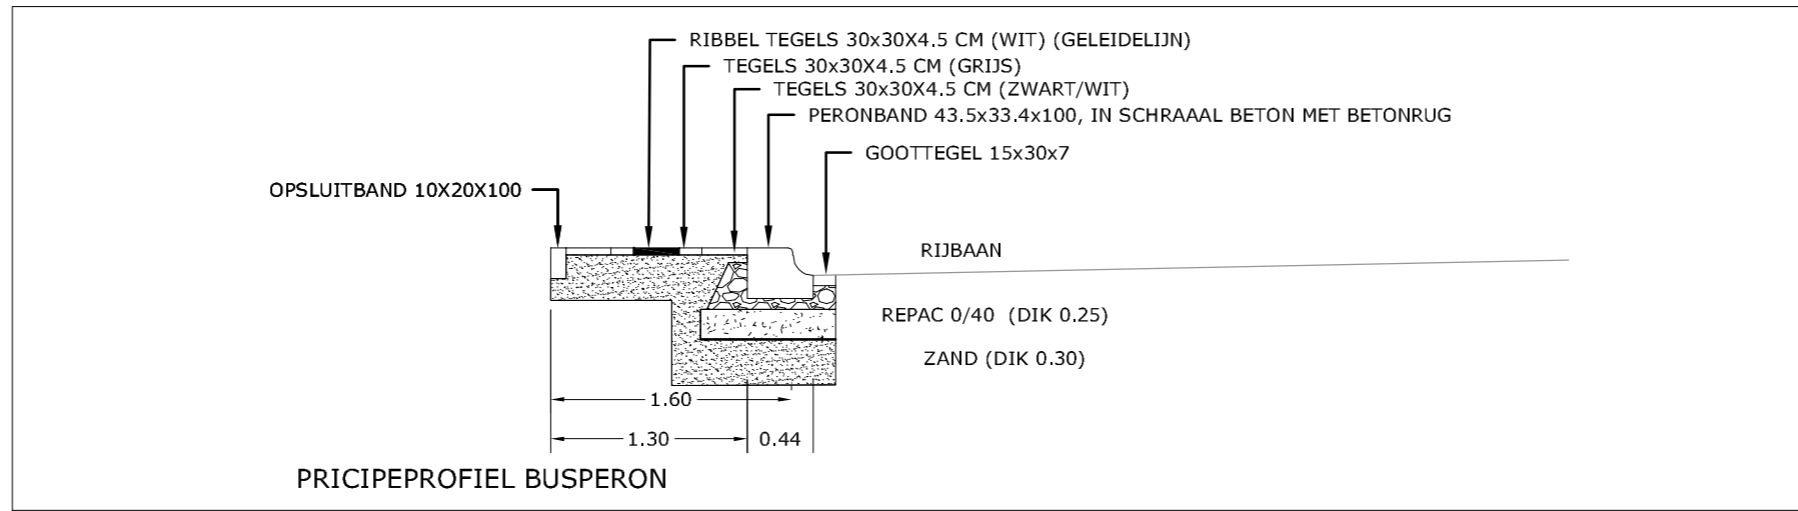 RIBBEL TEGELS 30x30X4.5 CM (WIT) (GELEIDELIJN)
TEGELS 30x30X4.5 CM (GRIJS)
TEGELS 30x30X4.5 CM (ZWART/WIT)
PERONBAND 43.5x33.4x100, IN SCHRAAAL BETON MET BETONRUG
GOOTTEGEL 15x30x7
OPSLUITBAND 10X20X100
RIJBAAN
REPAC 0/40 (DIK 0.25)
ZAND (DIK 0.30)
1.60
1.30
0.44
PRICIPEPROFIEL BUSPERON